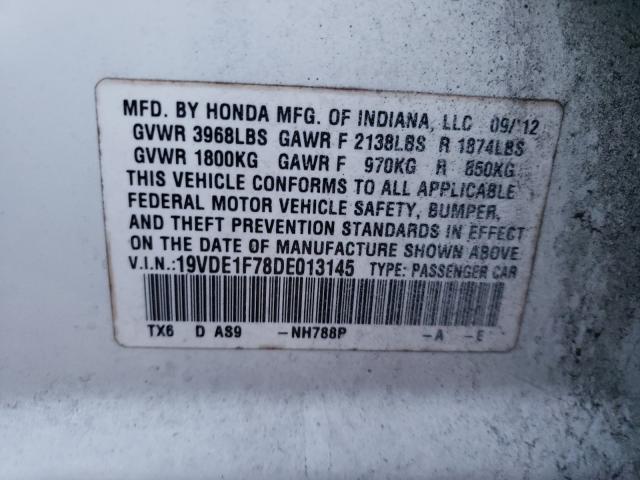 MFD. BY HONDA MFG. OF INDIANA, LLC 09/12
GVWR 3968LBS GAWR F 2138LBS R 1874LBS
GVWR 1800KG GAWR F 970KG R 850KG
THIS VEHICLE CONFORMS TO ALL APPLICABLE
FEDERAL MOTOR VEHICLE SAFETY, BUMPER,
AND THEFT PREVENTION STANDARDS IN EFFECT
ON THE DATE OF MANUFACTURE SHOWN ABOVE
V.I.N.:19VDE1F78DE013145 TYPE: PASSENGER CAR
TX6 D AS9 -NH788P -A -E